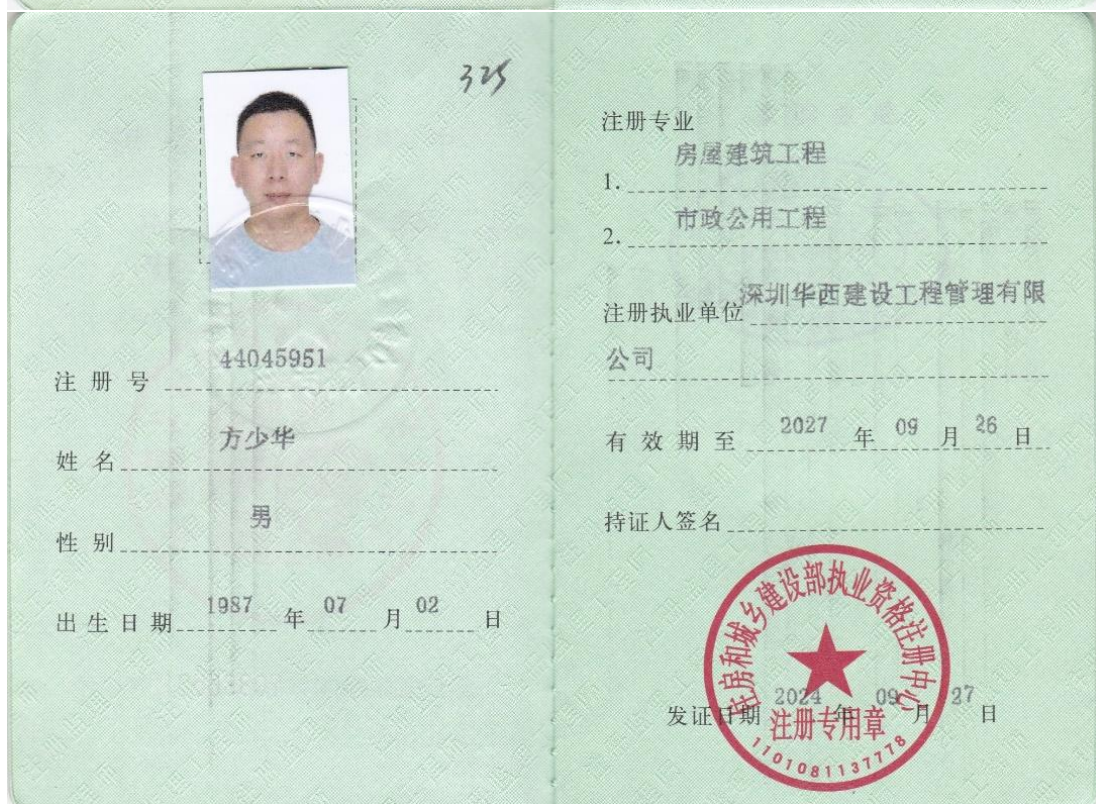 325
注册号 44045951
姓名 方少华
性别 男
出生日期 1987 年 07 月 02 日
注册专业
1. 房屋建筑工程
2. 市政公用工程
注册执业单位 深圳华西建设工程管理有限
公司
有效期至 2027 年 09 月 26 日
持证人签名
住房和城乡建设部执业资格注册中心
发证日期 2024 年 09 月 27 日
注册专用章
1101081137778